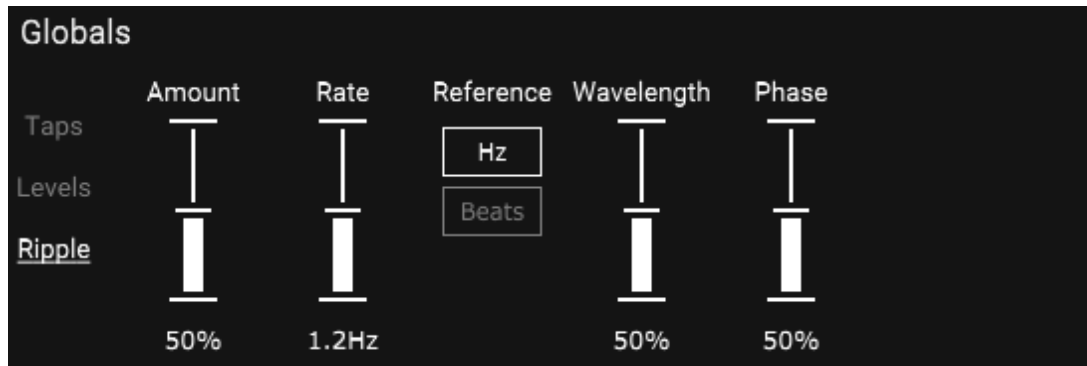 Globals
Amount Rate Reference Wavelength Phase
Taps
Hz
Levels
Beats
Ripple
50% 1.2Hz 50% 50%